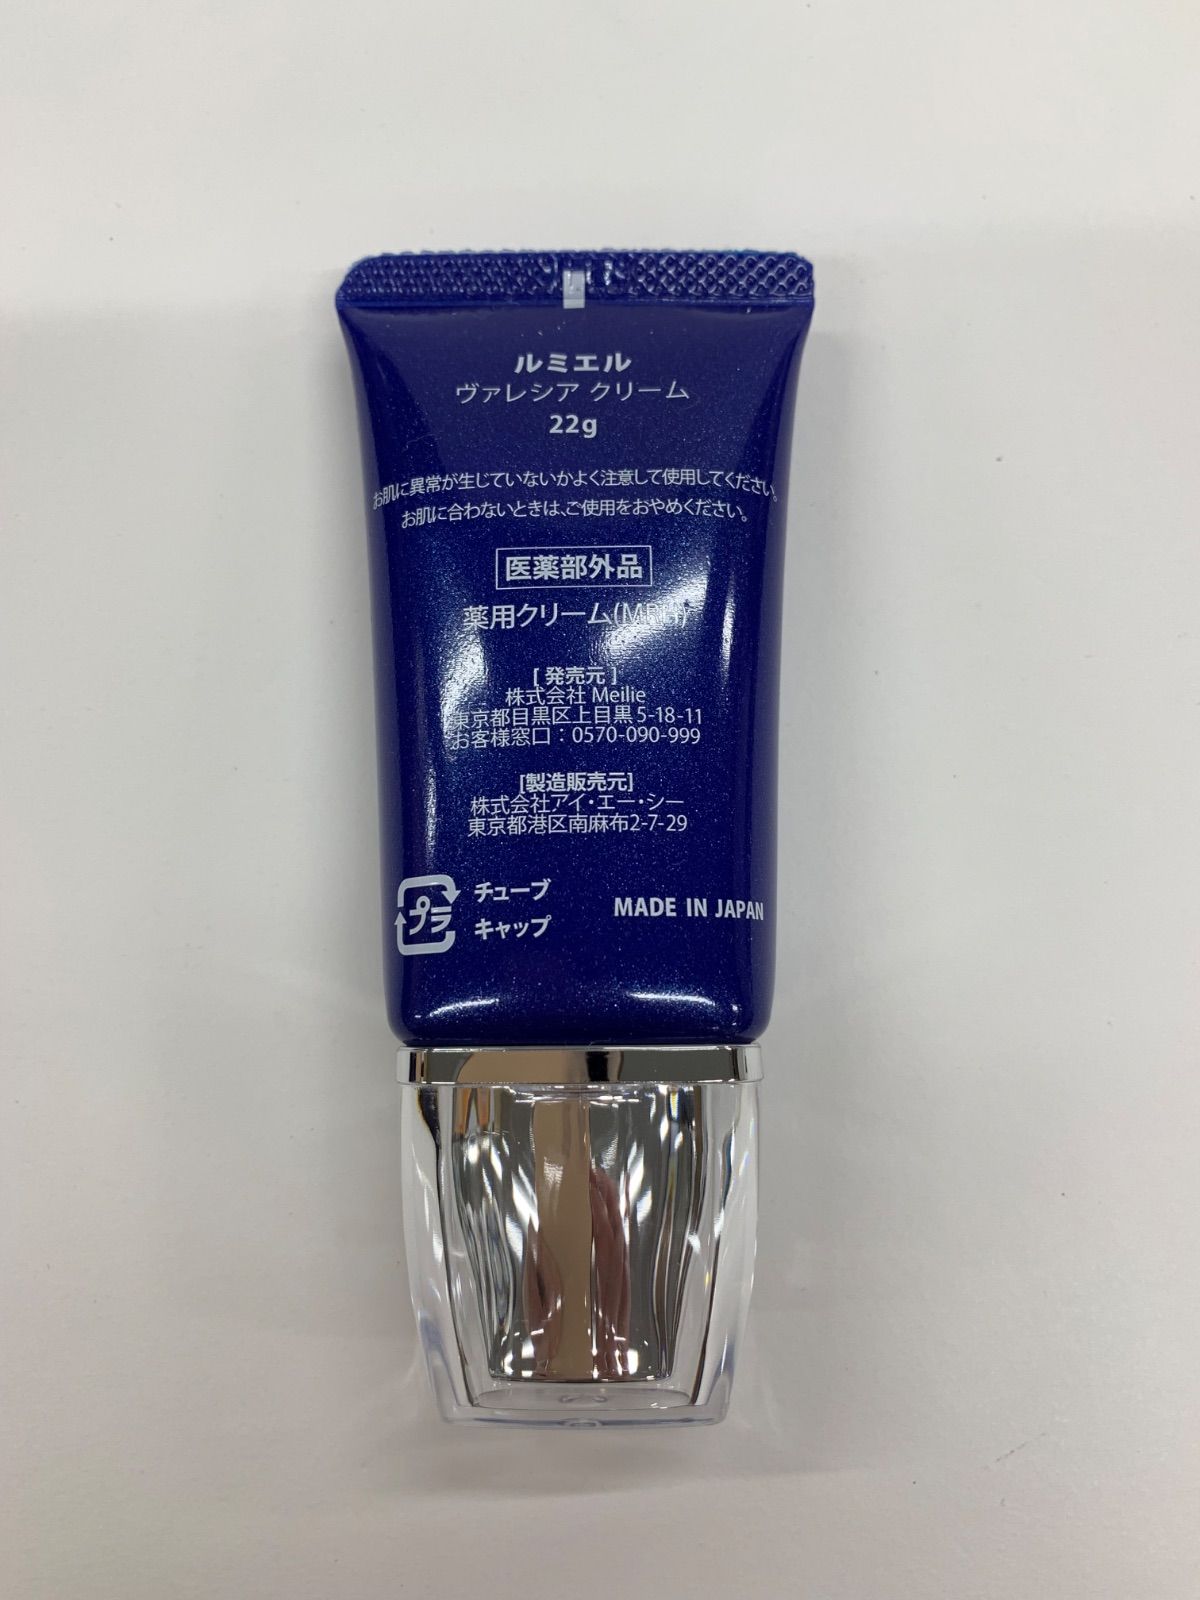 ルミエル
ヴァレシア クリーム
22g
お肌に異常が生じていないかよく注意して使用してください。
お肌に合わないときは、ご使用をおやめください。
医薬部外品
薬用クリーム
[ 発売元 ]
株式会社 Meilie
東京都目黒区上目黒 5-18-11
お客様窓口：0570-090-999
[製造販売元]
株式会社アイ・エー・シー
東京都港区南麻布2-7-29
プラ
チューブ
キャップ
MADE IN JAPAN